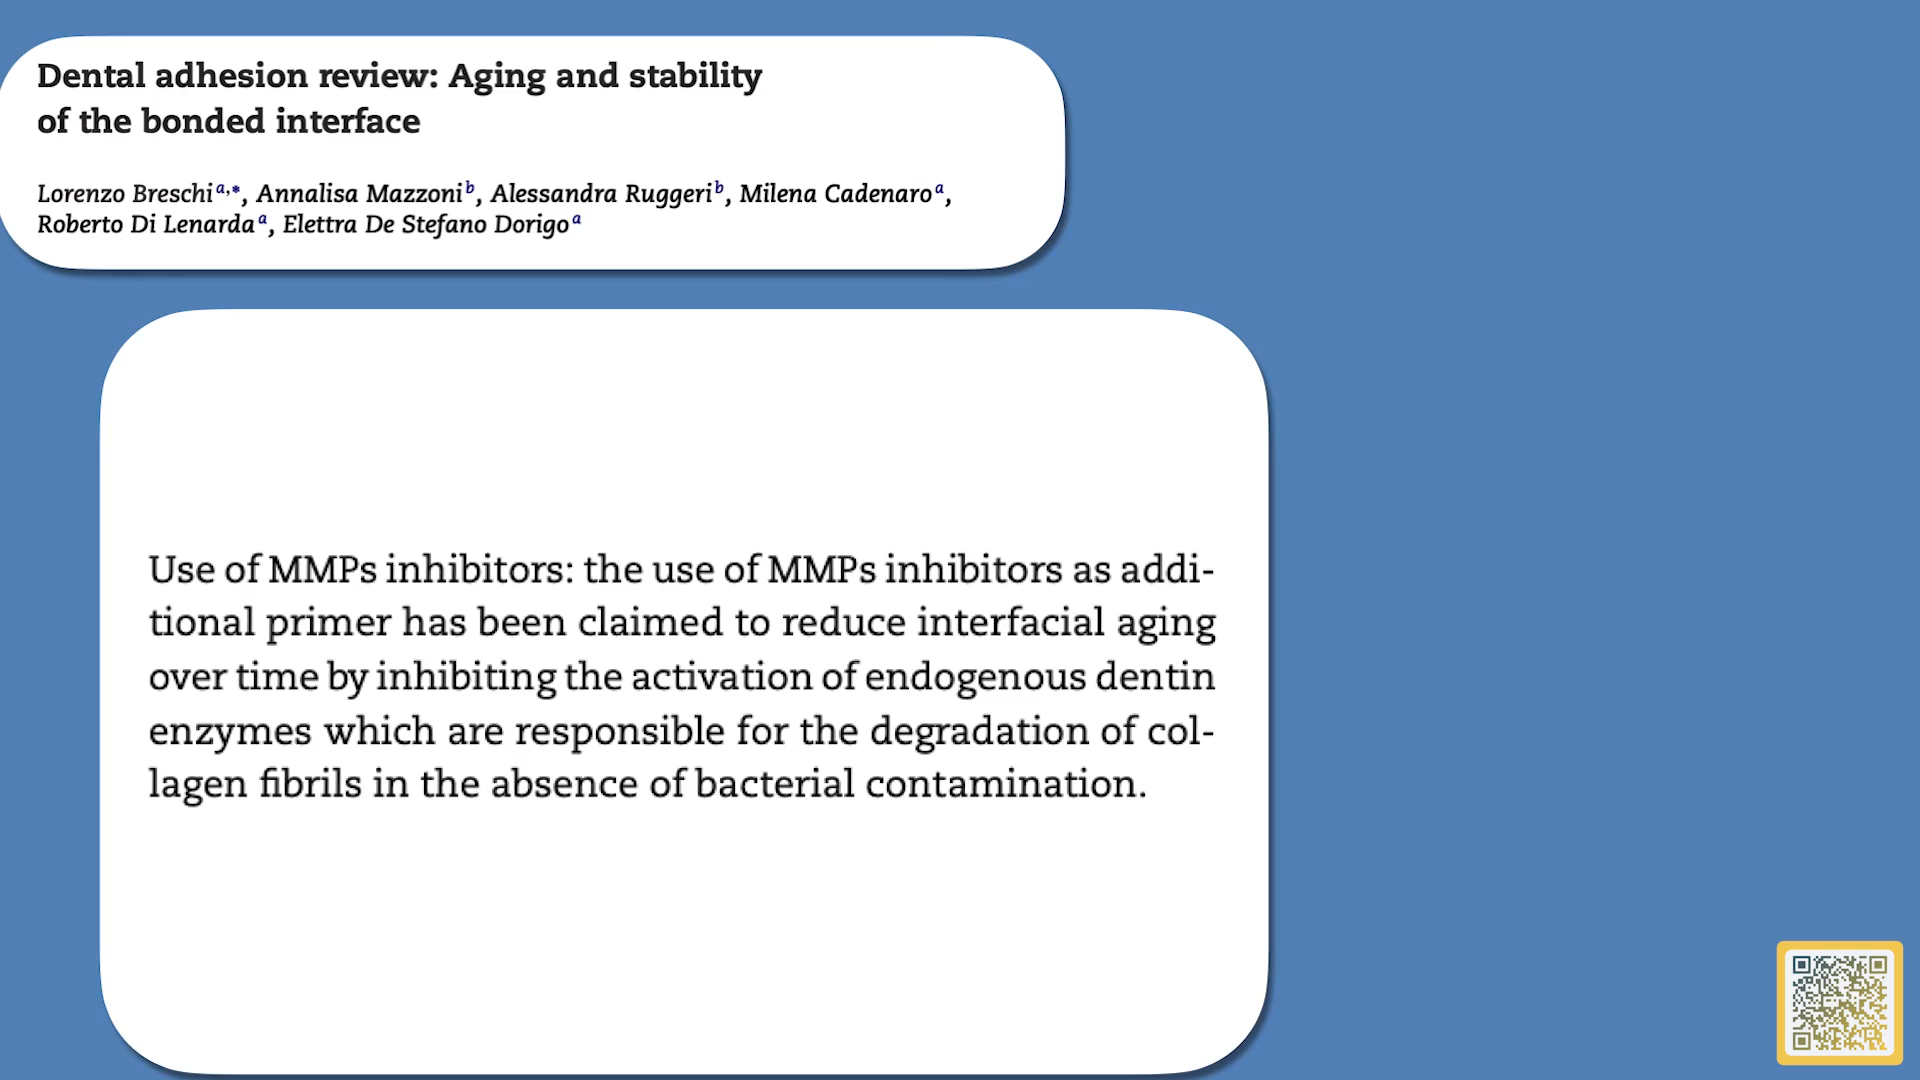 Dental adhesion review: Aging and stability
of the bonded interface
Lorenzo Breschi a,*, Annalisa Mazzoni b, Alessandra Ruggeri b, Milena Cadenaro a,
Roberto Di Lenarda a, Elettra De Stefano Dorigo a
Use of MMPs inhibitors: the use of MMPs inhibitors as addi-
tional primer has been claimed to reduce interfacial aging
over time by inhibiting the activation of endogenous dentin
enzymes which are responsible for the degradation of col-
lagen fibrils in the absence of bacterial contamination.